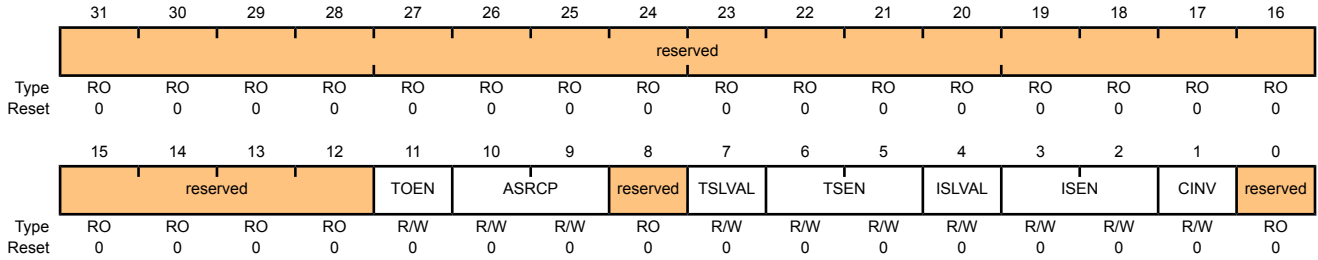 31 30 29 28 27 26 25 24 23 22 21 20 19 18 17 16
reserved
Type RO RO RO RO RO RO RO RO RO RO RO RO RO RO RO RO
Reset 0 0 0 0 0 0 0 0 0 0 0 0 0 0 0 0
15 14 13 12 11 10 9 8 7 6 5 4 3 2 1 0
reserved TOEN ASRCP reserved TSLVAL TSEN ISLVAL ISEN CINV reserved
Type RO RO RO RO R/W R/W R/W RO R/W R/W R/W R/W R/W R/W R/W RO
Reset 0 0 0 0 0 0 0 0 0 0 0 0 0 0 0 0